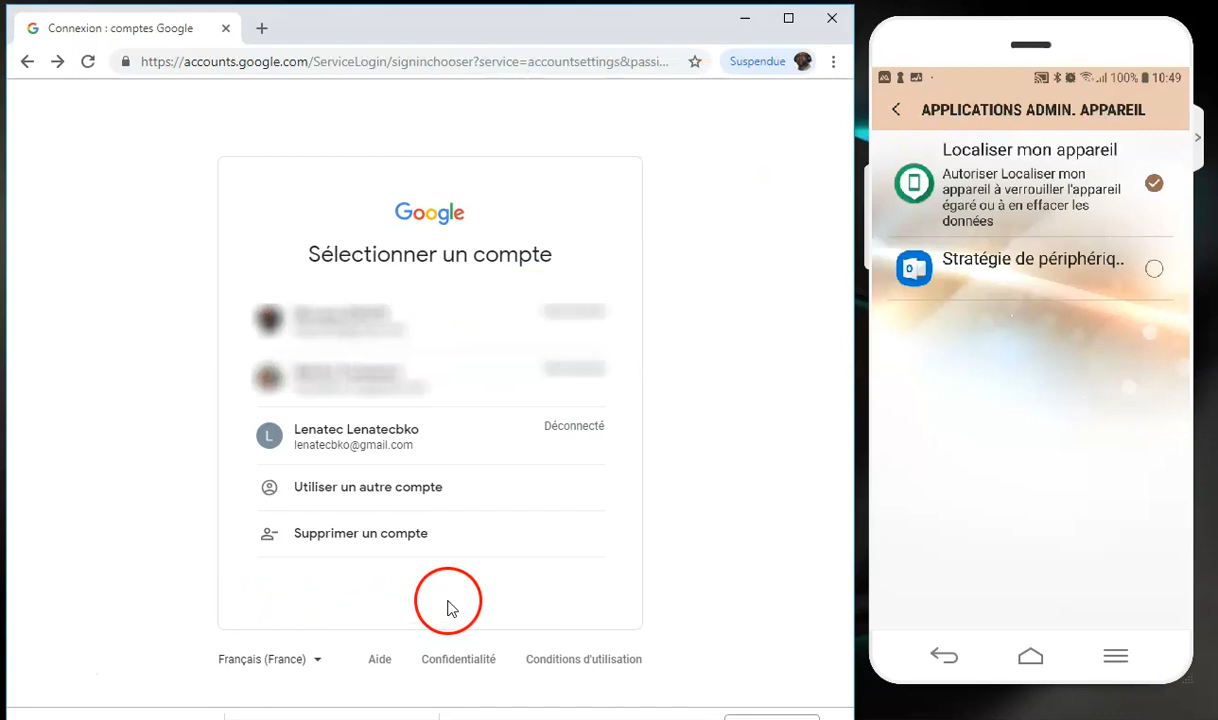 Connexion : comptes Google
https://accounts.google.com/ServiceLogin/signinchooser?service=accountsettings&passi...
Suspendue
Google
Sélectionner un compte
Lenatec Lenatecbko
Déconnecté
lenatecbko@gmail.com
Utiliser un autre compte
Supprimer un compte
Français (France)
Aide
Confidentialité
Conditions d'utilisation
100% 10:49
APPLICATIONS ADMIN. APPAREIL
Localiser mon appareil
Autoriser Localiser mon
appareil à verrouiller l'appareil
égaré ou à en effacer les
données
Stratégie de périphériq..